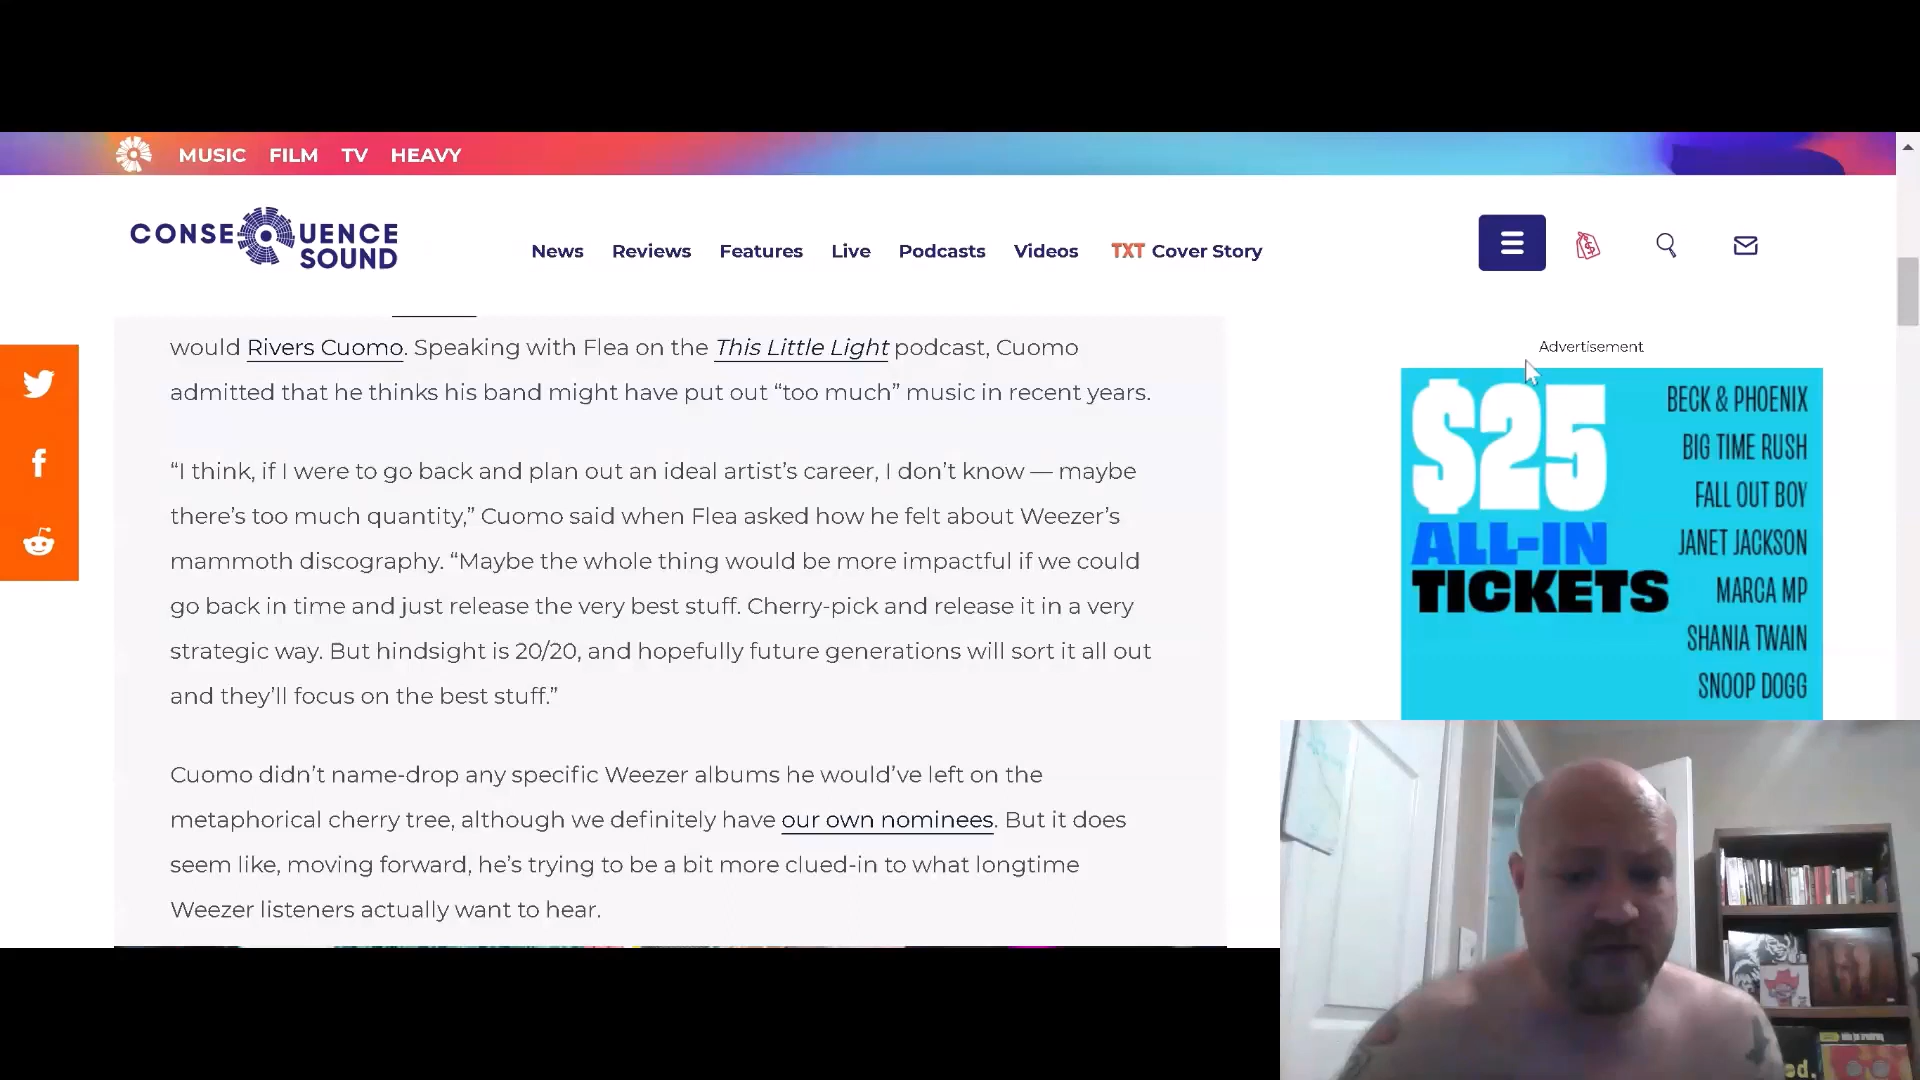 MUSIC FILM TV HEAVY
CONSEQUENCE
SOUND
News Reviews Features Live Podcasts Videos TXT Cover Story
would Rivers Cuomo. Speaking with Flea on the This Little Light podcast, Cuomo
admitted that he thinks his band might have put out “too much” music in recent years.
“I think, if I were to go back and plan out an ideal artist’s career, I don’t know — maybe
there’s too much quantity,” Cuomo said when Flea asked how he felt about Weezer’s
mammoth discography. “Maybe the whole thing would be more impactful if we could
go back in time and just release the very best stuff. Cherry-pick and release it in a very
strategic way. But hindsight is 20/20, and hopefully future generations will sort it all out
and they’ll focus on the best stuff.”
Cuomo didn’t name-drop any specific Weezer albums he would’ve left on the
metaphorical cherry tree, although we definitely have our own nominees. But it does
seem like, moving forward, he’s trying to be a bit more clued-in to what longtime
Weezer listeners actually want to hear.
Advertisement
$25
ALL-IN
TICKETS
BECK & PHOENIX
BIG TIME RUSH
FALL OUT BOY
JANET JACKSON
MARCA MP
SHANIA TWAIN
SNOOP DOGG